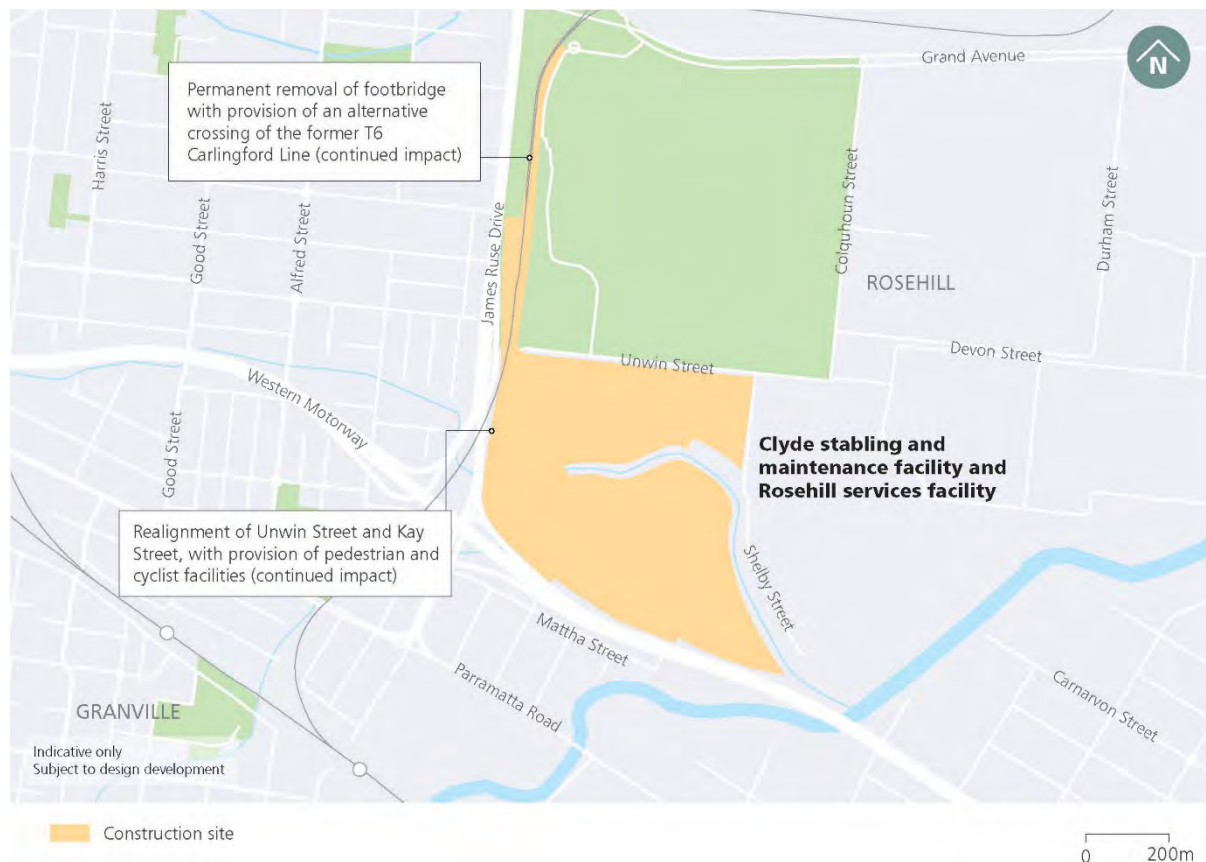 Grand Avenue
N
Permanent removal of footbridge
with provision of an alternative
crossing of the former T6
Carlingford Line (continued impact)
Harris Street
Good Street
Alfred Street
James Ruse Drive
Colquhoun Street
Durham Street
ROSEHILL
Unwin Street
Devon Street
Western Motorway
Good Street
Clyde stabling and
maintenance facility and
Rosehill services facility
Realignment of Unwin Street and Kay
Street, with provision of pedestrian and
cyclist facilities (continued impact)
Shelby Street
Mattha Street
Parramatta Road
Carnarvon Street
GRANVILLE
Indicative only
Subject to design development
Construction site
0 200m